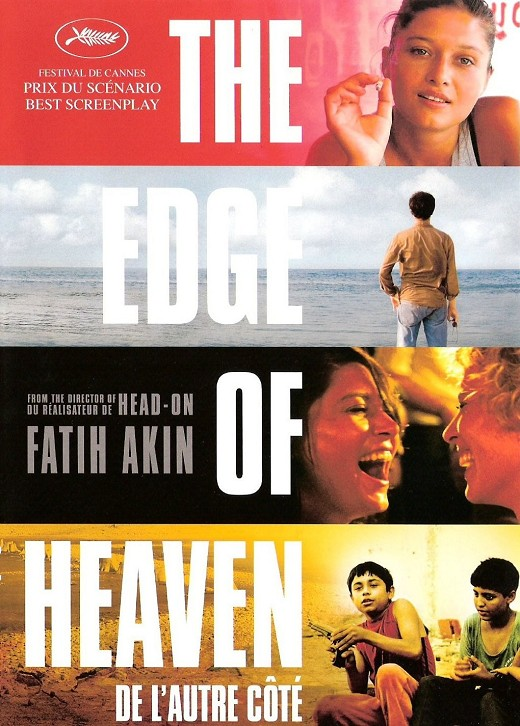 FESTIVAL DE CANNES
PRIX DU SCÉNARIO
BEST SCREENPLAY
THE
EDGE
FROM THE DIRECTOR OF
DU RÉALISATEUR DE
HEAD-ON
FATIH AKIN
OF
HEAVEN
DE L'AUTRE CÔTÉ